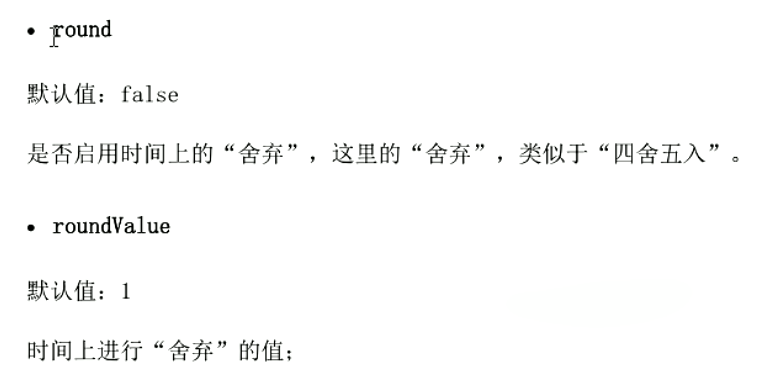 • round
默认值：false
是否启用时间上的“舍弃”，这里的“舍弃”，类似于“四舍五入”。
• roundValue
默认值：1
时间上进行“舍弃”的值；